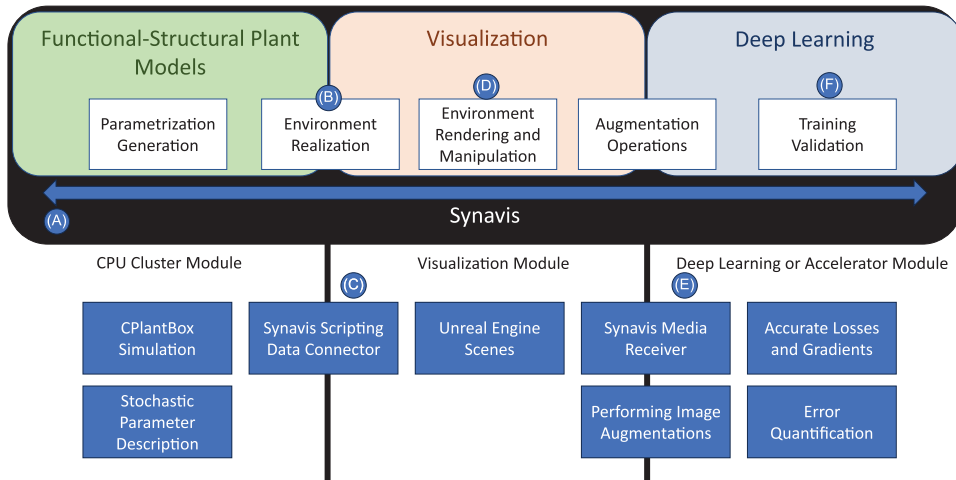 Functional-Structural Plant
Models
Visualization
Deep Learning
(B)
(D)
(F)
Parametrization
Generation
Environment
Realization
Environment
Rendering and
Manipulation
Augmentation
Operations
Training
Validation
(A)
Synavis
CPU Cluster Module
Visualization Module
Deep Learning or Accelerator Module
(C)
(E)
CPlantBox
Simulation
Synavis Scripting
Data Connector
Unreal Engine
Scenes
Synavis Media
Receiver
Accurate Losses
and Gradients
Stochastic
Parameter
Description
Performing Image
Augmentations
Error
Quantification